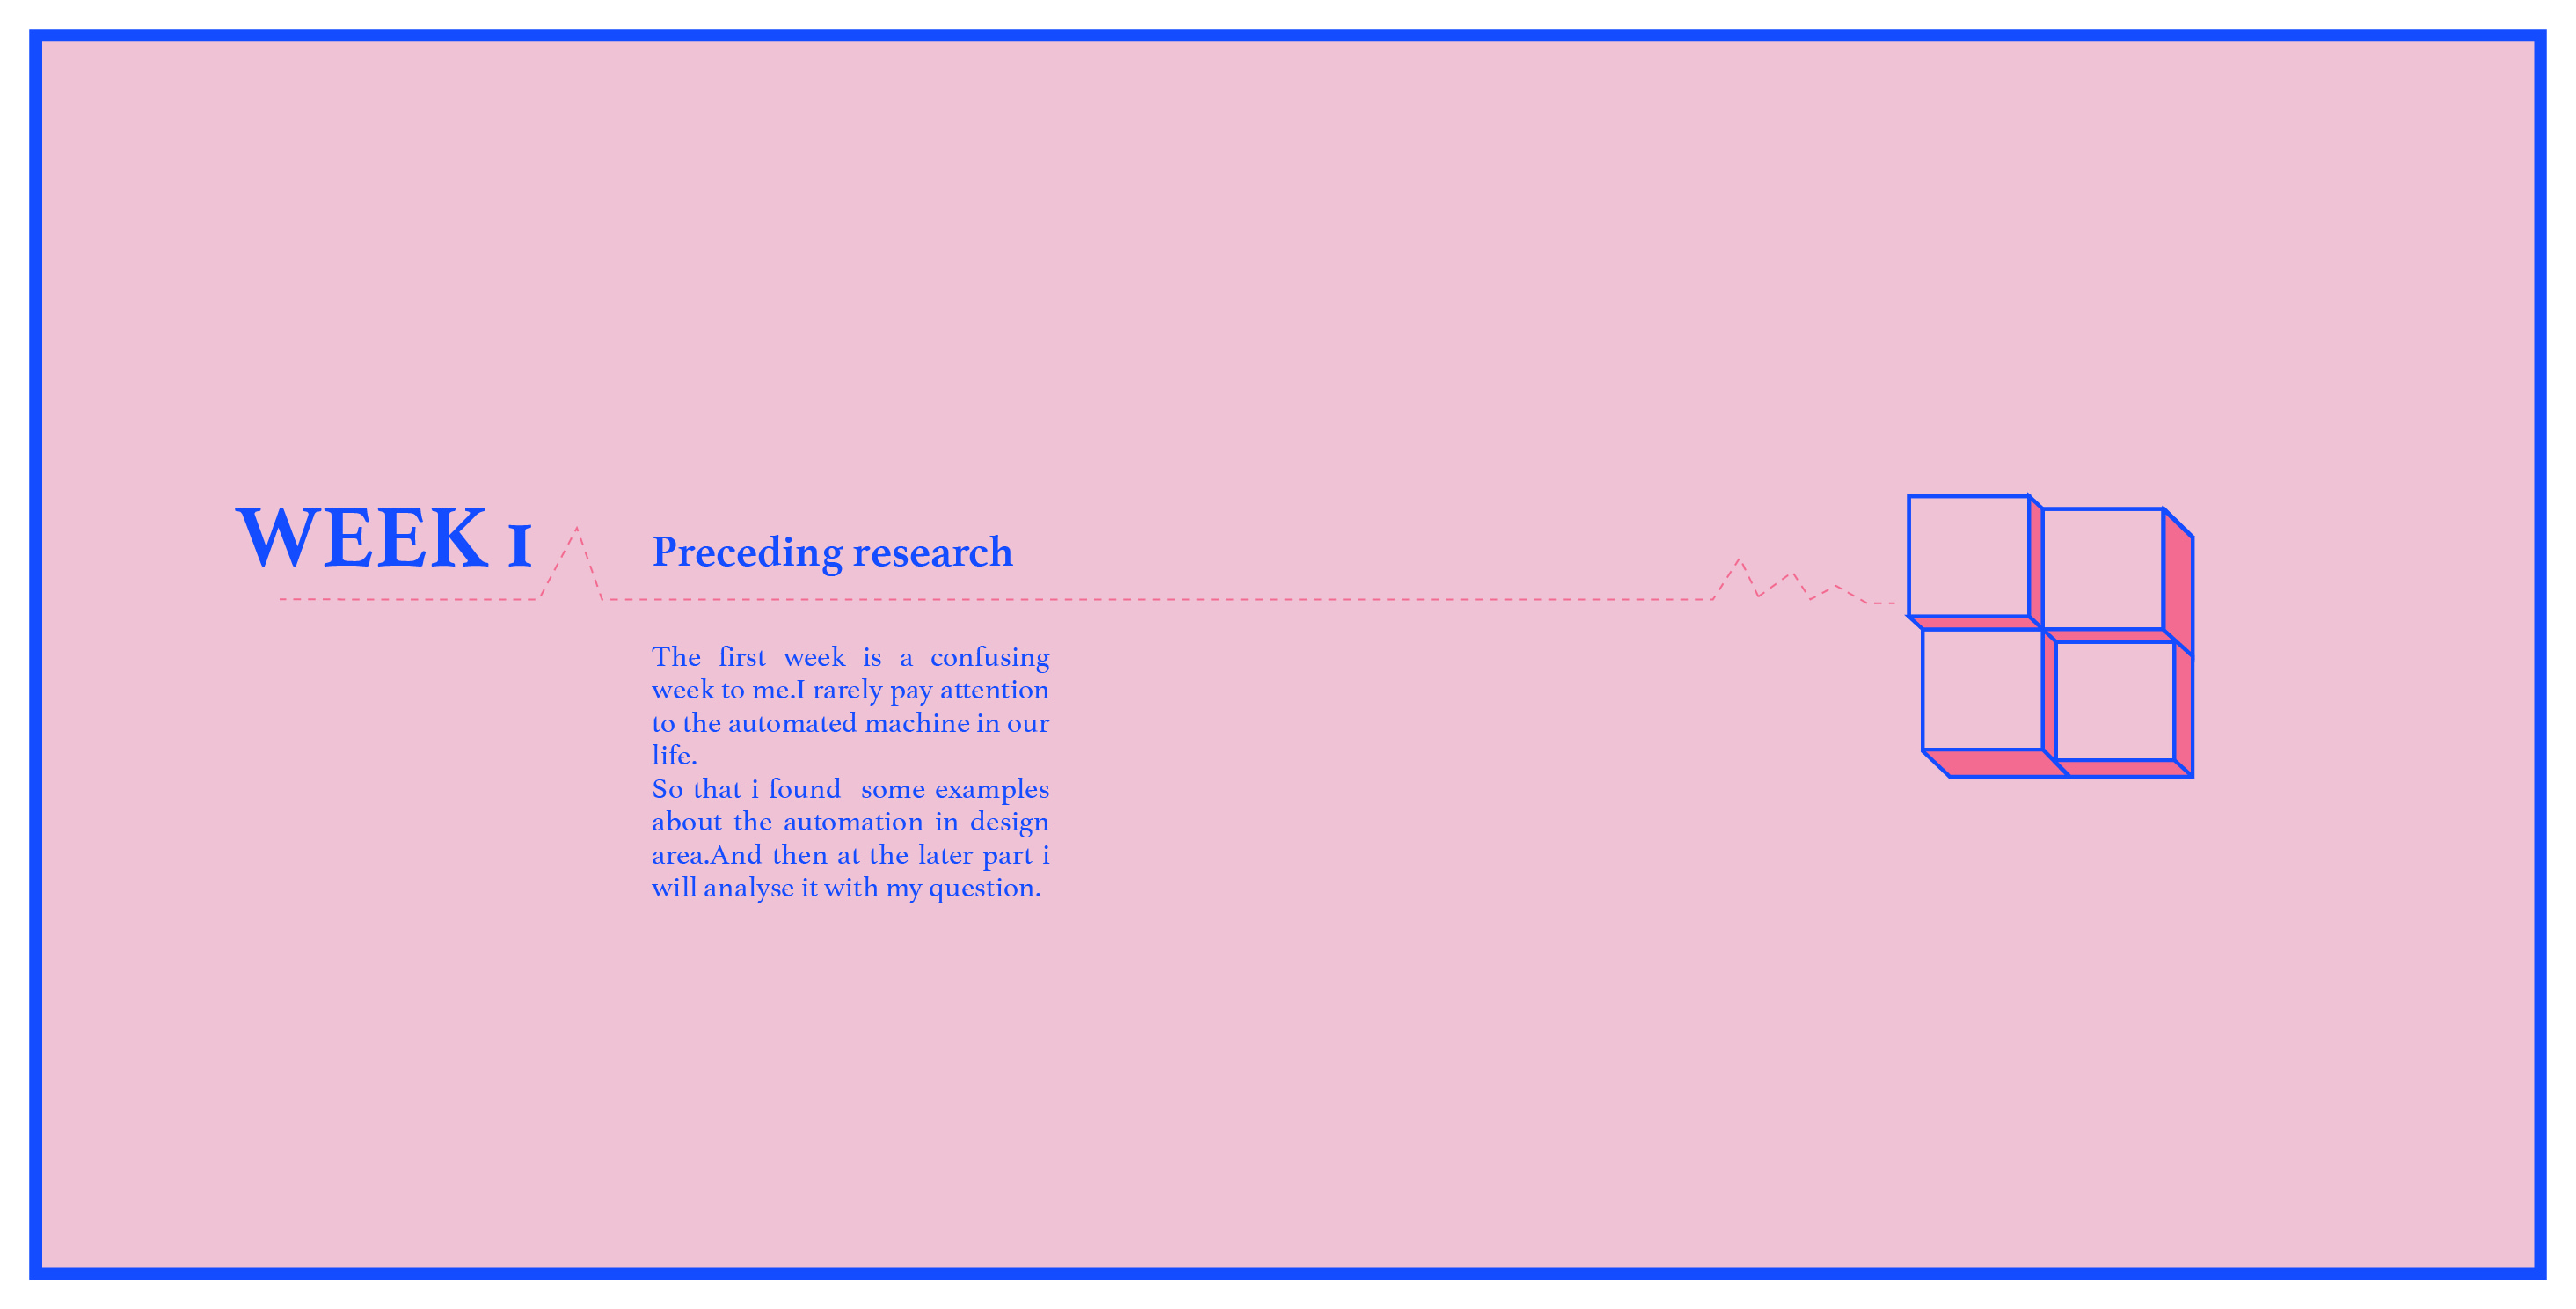 WEEK 1
Preceding research
The first week is a confusing
week to me.I rarely pay attention
to the automated machine in our
life.
So that i found  some examples
about the automation in design
area.And then at the later part i
will analyse it with my question.